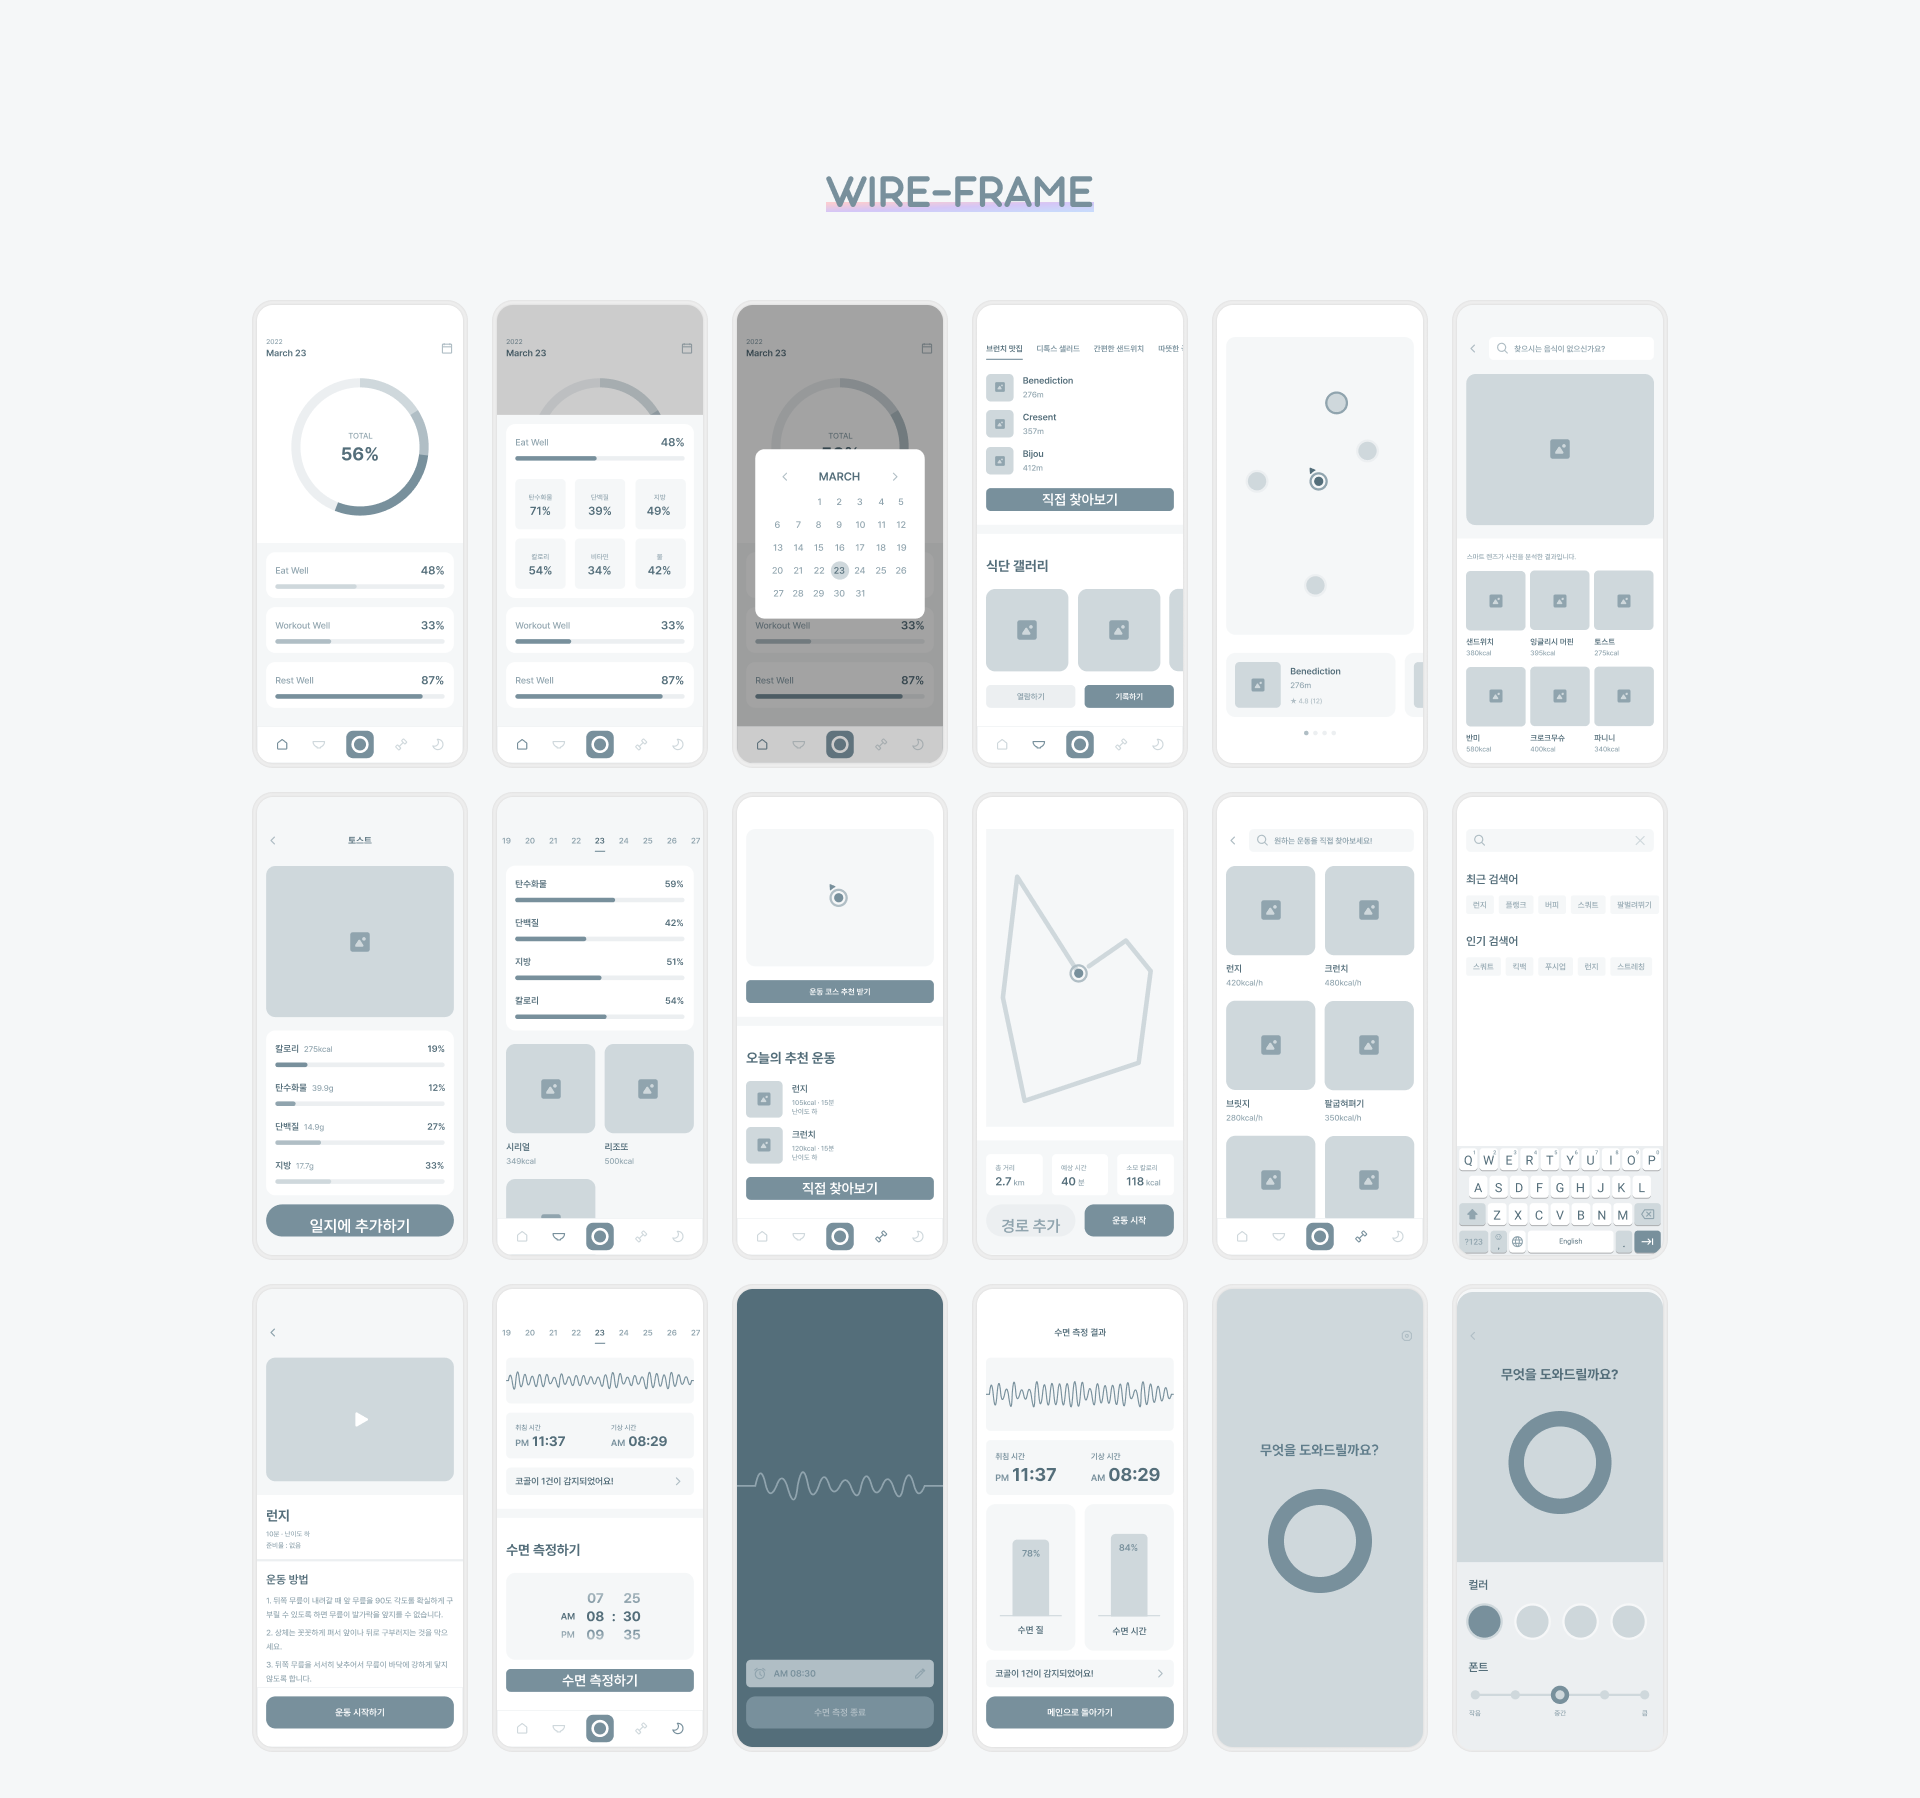 WIRE-FRAME
2022
March 23
TOTAL
56%
Eat Well 48%
Workout Well 33%
Rest Well 87%
2022
March 23
Eat Well 48%
탄수화물 단백질 지방
71% 39% 49%
칼로리 비타민 물
54% 34% 42%
Workout Well 33%
Rest Well 87%
2022
March 23
TOTAL
MARCH
1 2 3 4 5
6 7 8 9 10 11 12
13 14 15 16 17 18 19
20 21 22 23 24 25 26
27 28 29 30 31
Workout Well 33%
Rest Well 87%
브런치 맛집 디톡스 샐러드 간편한 샌드위치 따뜻한
Benediction
276m
Cresent
357m
Bijou
412m
직접 찾아보기
식단 갤러리
열람하기 기록하기
Benediction
276m
★ 4.8 (12)
찾으시는 음식이 없으신가요?
스마트 렌즈가 사진을 분석한 결과입니다.
샌드위치 잉글리시 머핀 토스트
380kcal 395kcal 275kcal
반미 크로크무슈 파니니
580kcal 400kcal 340kcal
토스트
칼로리 275kcal 19%
탄수화물 39.9g 12%
단백질 14.9g 27%
지방 17.7g 33%
일지에 추가하기
19 20 21 22 23 24 25 26 27
탄수화물 59%
단백질 42%
지방 51%
칼로리 54%
시리얼 리조또
349kcal 500kcal
운동 코스 추천 받기
오늘의 추천 운동
런지
105kcal · 15분
난이도 하
크런치
120kcal · 15분
난이도 하
직접 찾아보기
총 거리 예상 시간 소모 칼로리
2.7 km 40 분 118 kcal
경로 추가 운동 시작
원하는 운동을 직접 찾아보세요!
런지 크런치
420kcal/h 480kcal/h
브릿지 팔굽혀펴기
280kcal/h 350kcal/h
최근 검색어
런지 플랭크 버피 스쿼트 팔벌려뛰기
인기 검색어
스쿼트 킥백 푸시업 런지 스트레칭
Q1 W2 E3 R4 T5 Y6 U7 I8 O9 P0
A S D F G H J K L
Z X C V B N M
?123 , English .
런지
10분 · 난이도 하
준비물 : 없음
운동 방법
1. 뒤쪽 무릎이 내려갈 때 앞 무릎을 90도 각도를 확실하게 구
부릴 수 있도록 하면 무릎이 발가락을 앞지를 수 없습니다.
2. 상체는 꼿꼿하게 펴서 앞이나 뒤로 구부러지는 것을 막으
세요.
3. 뒤쪽 무릎을 서서히 낮추어서 무릎이 바닥에 강하게 닿지
않도록 합니다.
운동 시작하기
19 20 21 22 23 24 25 26 27
취침 시간 기상 시간
PM 11:37 AM 08:29
코골이 1건이 감지되었어요!
수면 측정하기
07 25
AM 08 : 30
PM 09 35
수면 측정하기
AM 08:30
수면 측정 종료
수면 측정 결과
취침 시간 기상 시간
PM 11:37 AM 08:29
78% 84%
수면 질 수면 시간
코골이 1건이 감지되었어요!
메인으로 돌아가기
무엇을 도와드릴까요?
무엇을 도와드릴까요?
컬러
폰트
작음 중간 큼